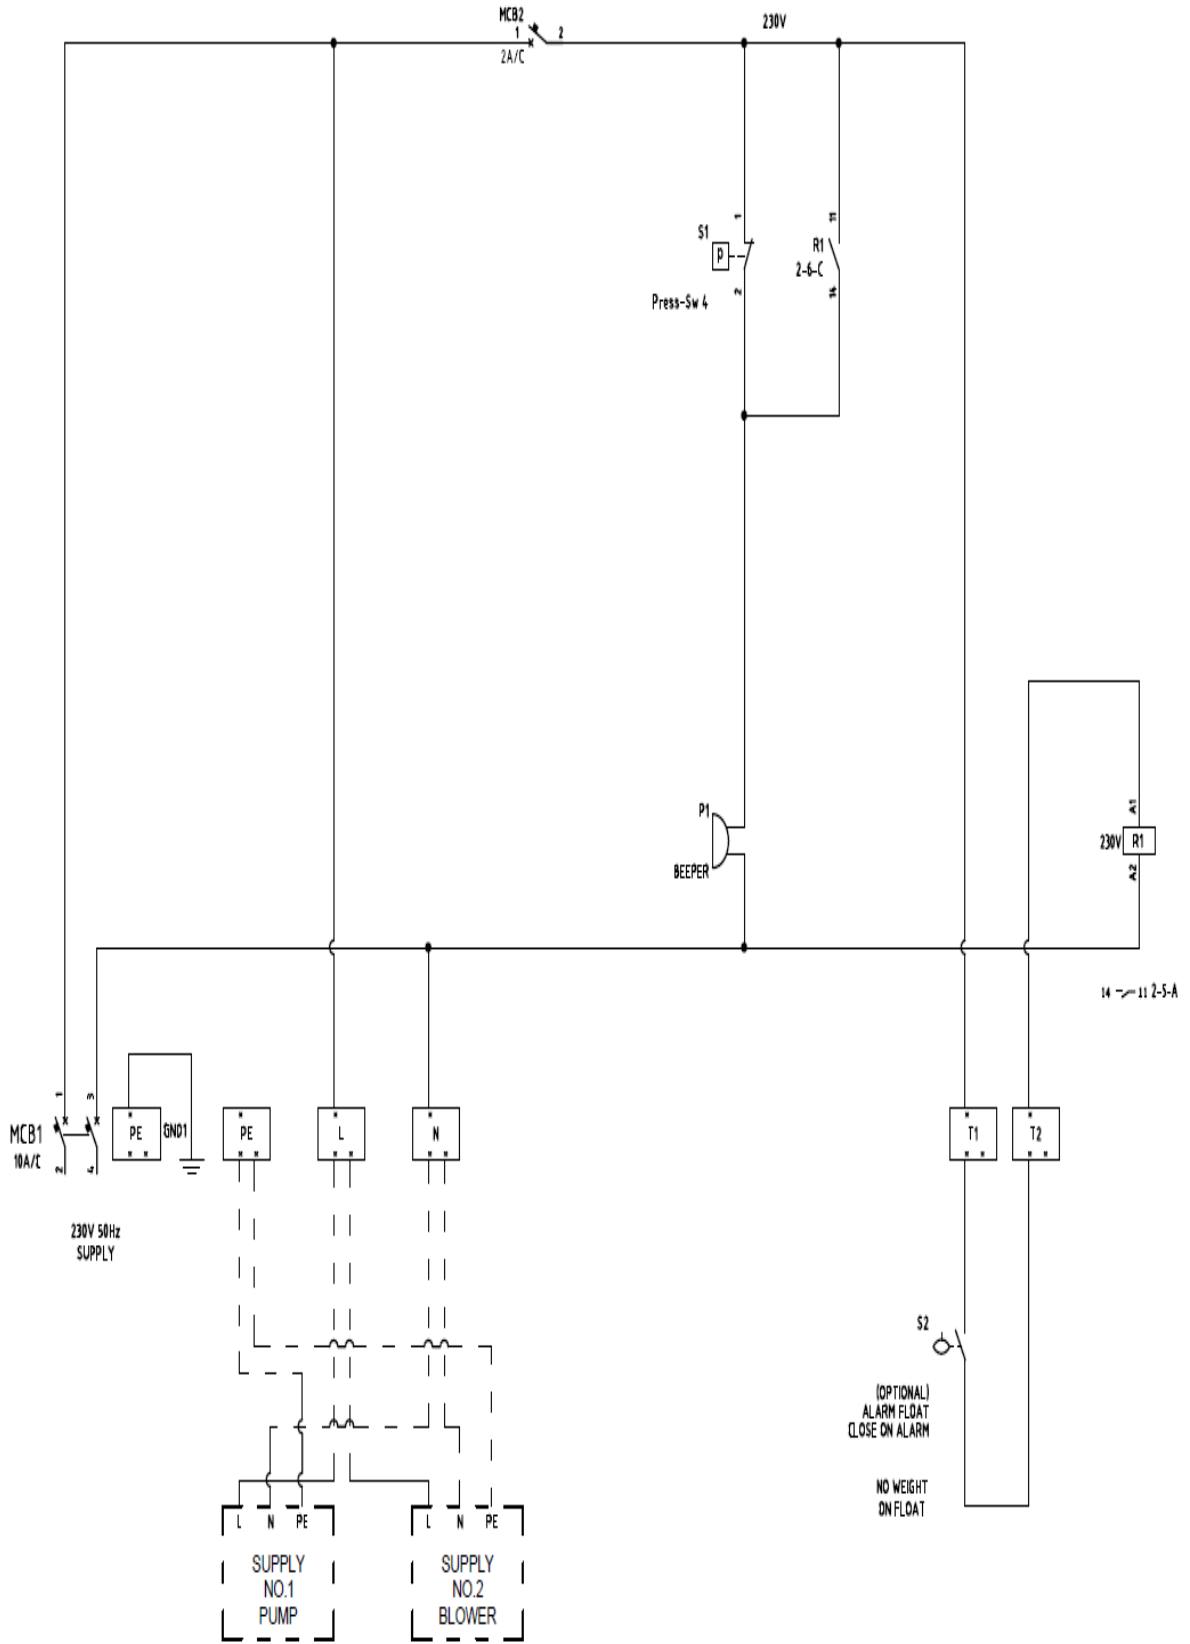 MCB2
1 2
2A/C
230V
S1
P
1
2
Press-Sw 4
R1
2-6-C
11
14
P1
BEEPER
A1
230V R1
A2
14 11 2-5-A
MCB1
10A/C
1
2
3
4
PE
GND1
PE
L
N
T1
T2
230V 50Hz
SUPPLY
S2
(OPTIONAL)
ALARM FLOAT
CLOSE ON ALARM
NO WEIGHT
ON FLOAT
L N PE
SUPPLY
NO.1
PUMP
L N PE
SUPPLY
NO.2
BLOWER